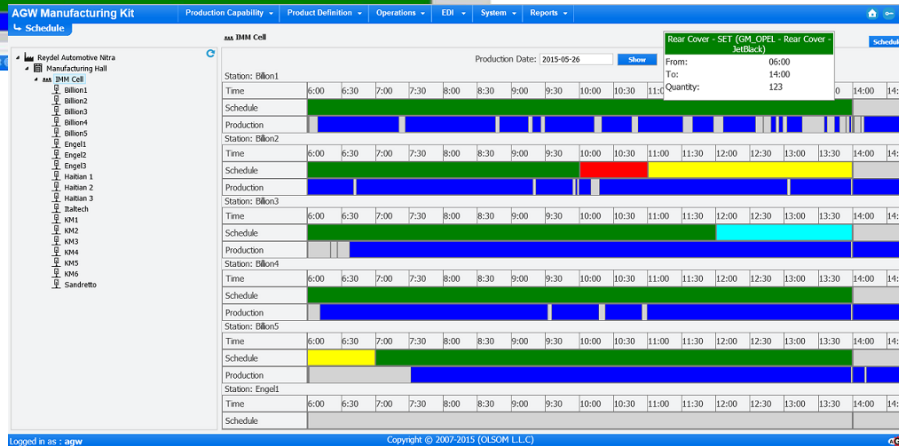 AGW Manufacturing Kit
Production Capability Product Definition Operations EDI System Reports
Schedule
IMM Cell
Schedul
Reydel Automotive Nitra
Manufacturing Hall
IMM Cell
Billion1
Billion2
Billion3
Billion4
Billion5
Engel1
Engel2
Engel3
Haitian 1
Haitian 2
Haitian 3
Italtech
KM1
KM2
KM3
KM4
KM5
KM6
Sandretto
Production Date: 2015-05-26 Show
Rear Cover - SET (GM_OPEL - Rear Cover - JetBlack)
From: 06:00
To: 14:00
Quantity: 123
Station: Billion1
Time 6:00 6:30 7:00 7:30 8:00 8:30 9:00 9:30 10:00 10:30 11:00 0 14:00 14:
Schedule
Production
Station: Billion2
Time 6:00 6:30 7:00 7:30 8:00 8:30 9:00 9:30 10:00 10:30 11:00 11:30 12:00 12:30 13:00 13:30 14:00 14:
Schedule
Production
Station: Billion3
Time 6:00 6:30 7:00 7:30 8:00 8:30 9:00 9:30 10:00 10:30 11:00 11:30 12:00 12:30 13:00 13:30 14:00 14:
Schedule
Production
Station: Billion4
Time 6:00 6:30 7:00 7:30 8:00 8:30 9:00 9:30 10:00 10:30 11:00 11:30 12:00 12:30 13:00 13:30 14:00 14:
Schedule
Production
Station: Billion5
Time 6:00 6:30 7:00 7:30 8:00 8:30 9:00 9:30 10:00 10:30 11:00 11:30 12:00 12:30 13:00 13:30 14:00 14:
Schedule
Production
Station: Engel1
Time 6:00 6:30 7:00 7:30 8:00 8:30 9:00 9:30 10:00 10:30 11:00 11:30 12:00 12:30 13:00 13:30 14:00 14:
Schedule
Logged in as : agw
Copyright © 2007-2015 (OLSOM L.L.C)